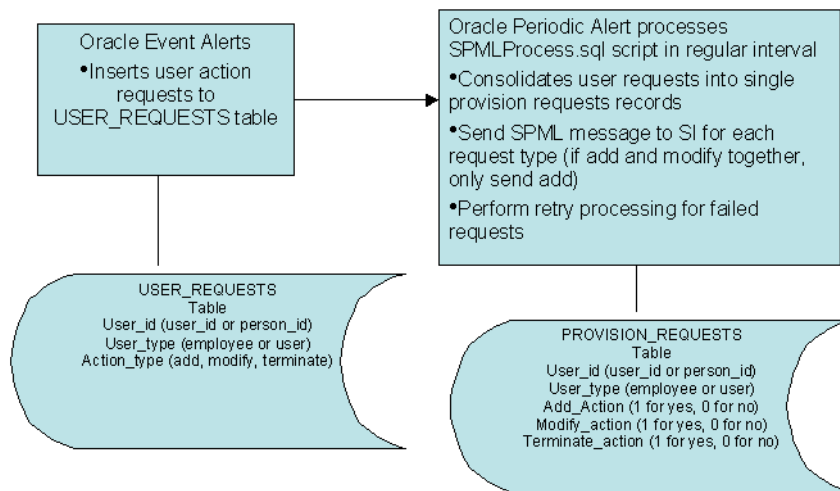 Oracle Event Alerts
•Inserts user action
requests to
USER_REQUESTS table
Oracle Periodic Alert processes
SPMLProcess.sql script in regular interval
•Consolidates user requests into single
provision requests records
•Send SPML message to SI for each
request type (if add and modify together,
only send add)
•Perform retry processing for failed
requests
USER_REQUESTS
Table
User_id (user_id or person_id)
User_type (employee or user)
Action_type (add, modify, terminate)
PROVISION_REQUESTS
Table
User_id (user_id or person_id)
User_type (employee or user)
Add_Action (1 for yes, 0 for no)
Modify_action (1 for yes, 0 for no)
Terminate_action (1 for yes, 0 for no)